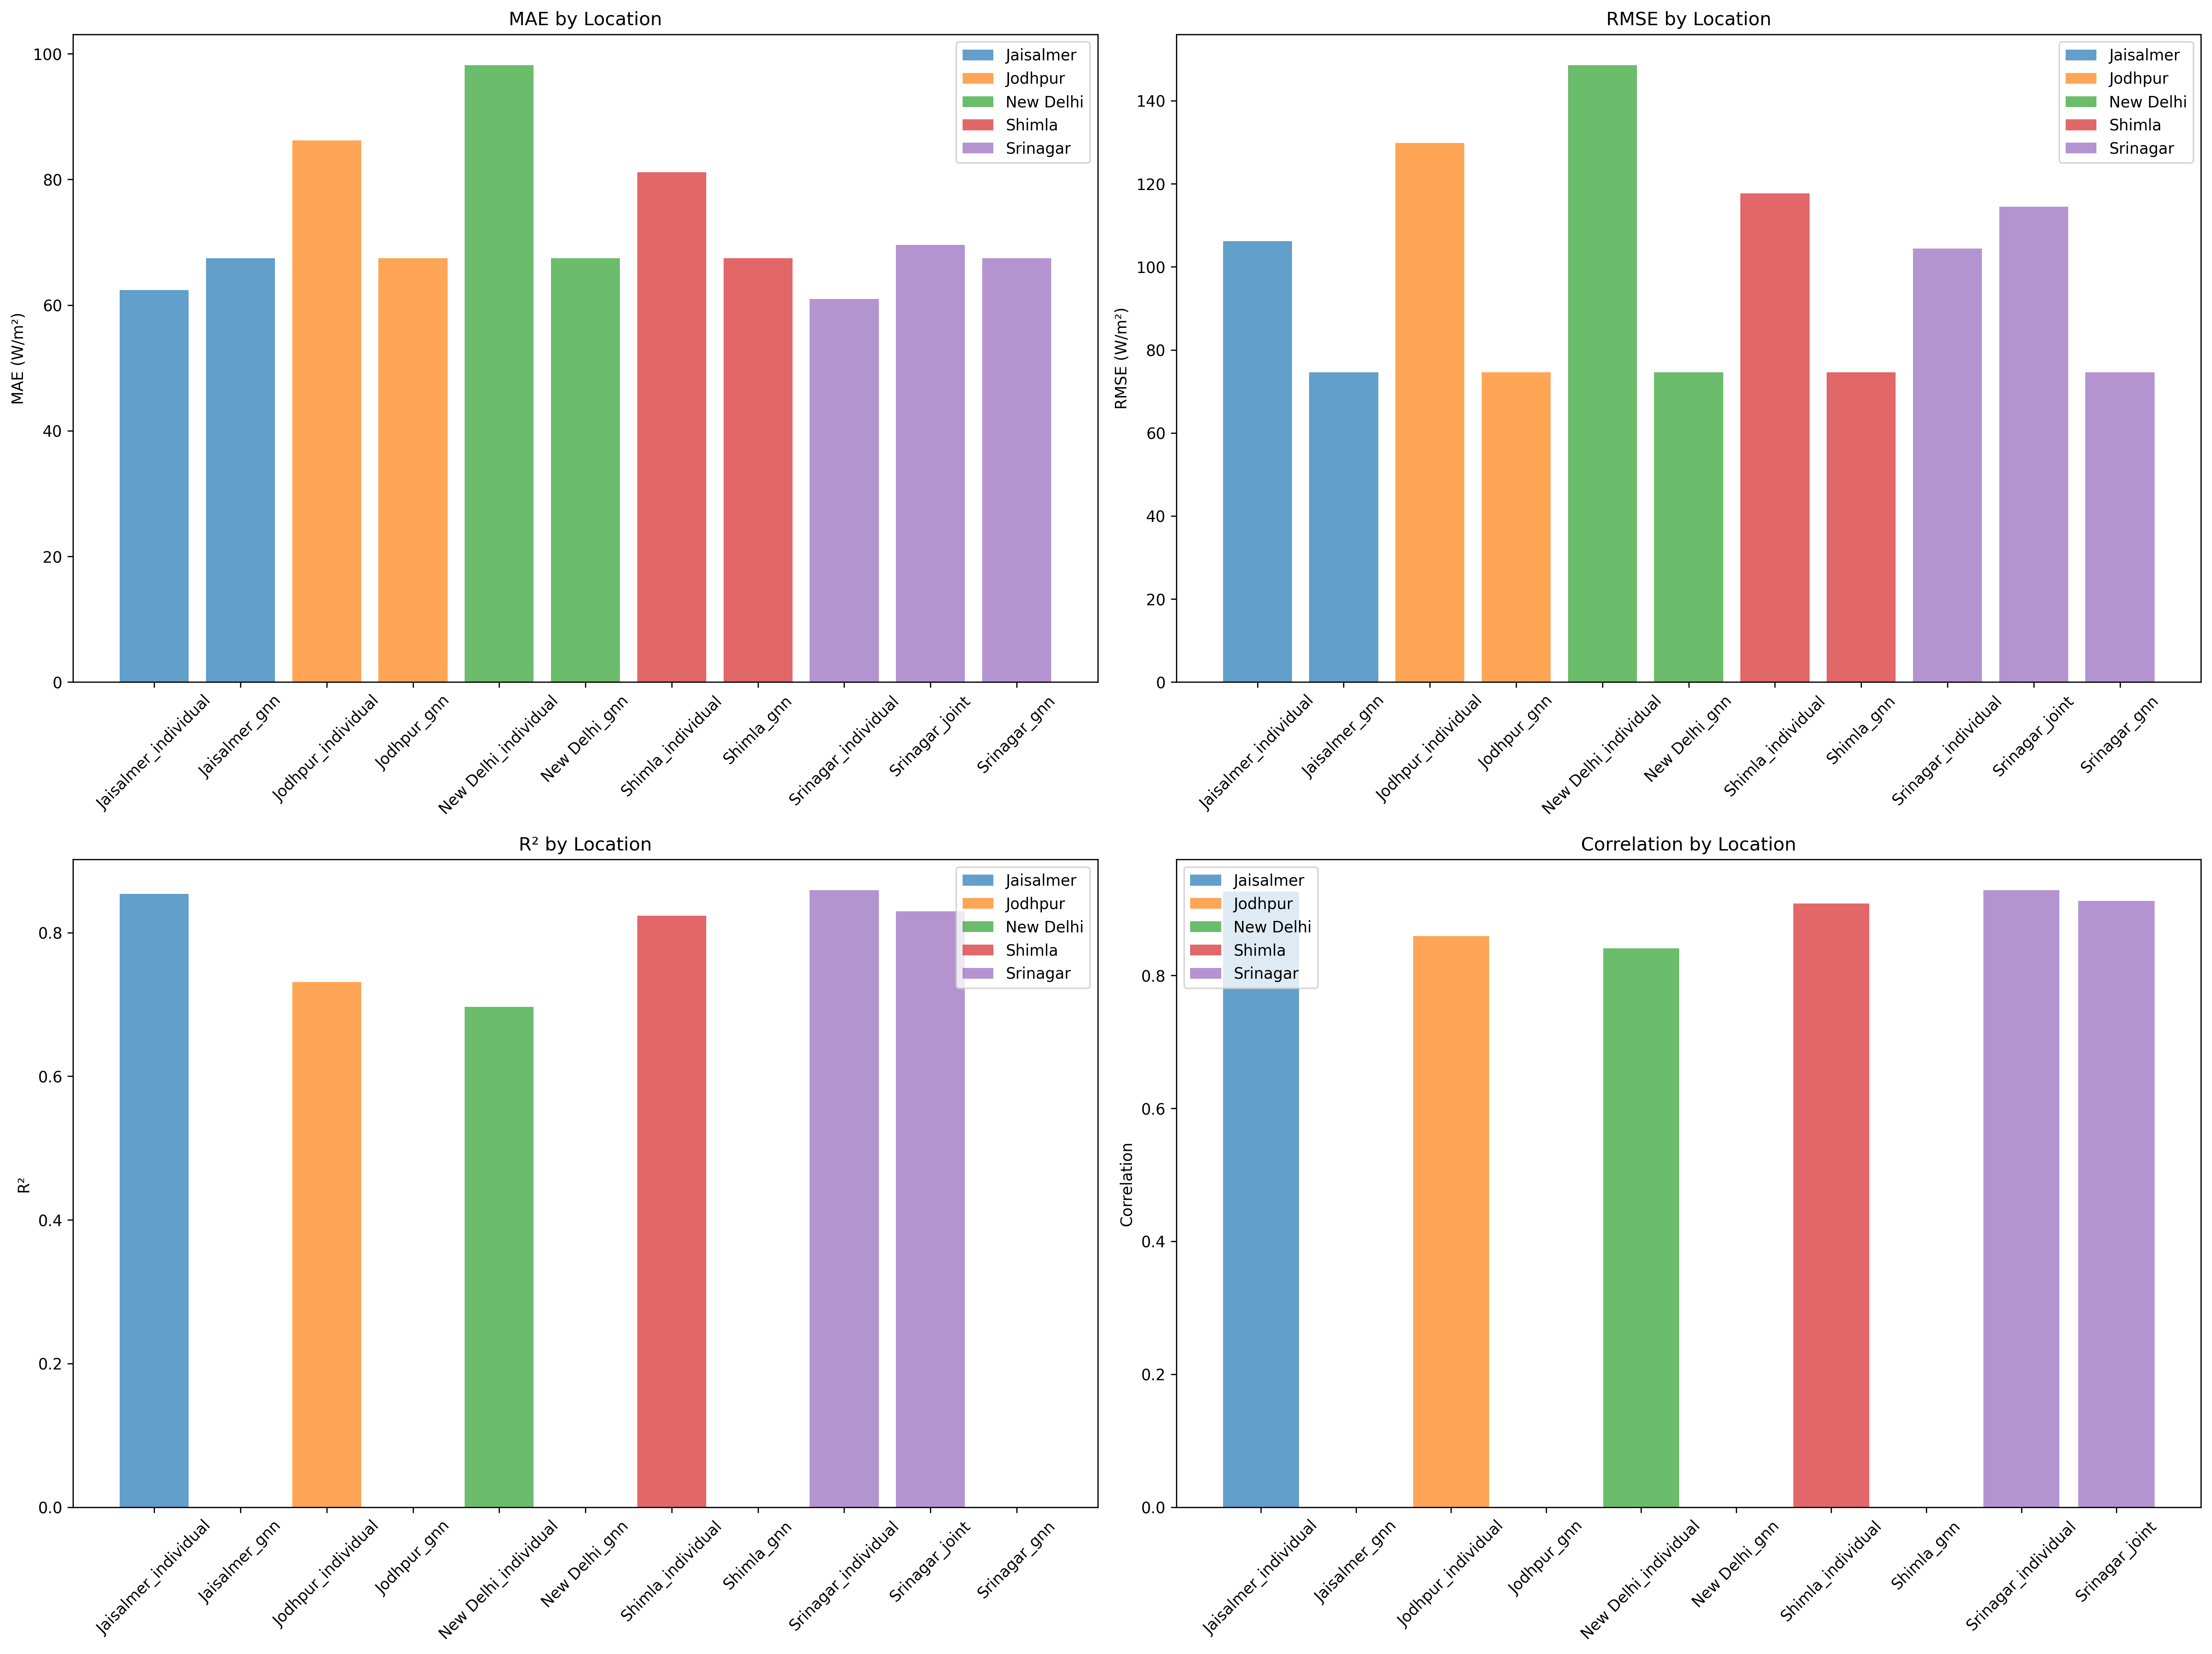 MAE by Location
MAE (W/m²)
100
80
60
40
20
0
Jaisalmer
Jodhpur
New Delhi
Shimla
Srinagar
Jaisalmer_individual
Jaisalmer_gnn
Jodhpur_individual
Jodhpur_gnn
New Delhi_individual
New Delhi_gnn
Shimla_individual
Shimla_gnn
Srinagar_individual
Srinagar_joint
Srinagar_gnn
RMSE by Location
RMSE (W/m²)
140
120
100
80
60
40
20
0
Jaisalmer
Jodhpur
New Delhi
Shimla
Srinagar
Jaisalmer_individual
Jaisalmer_gnn
Jodhpur_individual
Jodhpur_gnn
New Delhi_individual
New Delhi_gnn
Shimla_individual
Shimla_gnn
Srinagar_individual
Srinagar_joint
Srinagar_gnn
R² by Location
R²
0.8
0.6
0.4
0.2
0.0
Jaisalmer
Jodhpur
New Delhi
Shimla
Srinagar
Jaisalmer_individual
Jaisalmer_gnn
Jodhpur_individual
Jodhpur_gnn
New Delhi_individual
New Delhi_gnn
Shimla_individual
Shimla_gnn
Srinagar_individual
Srinagar_joint
Srinagar_gnn
Correlation by Location
Correlation
0.8
0.6
0.4
0.2
0.0
Jaisalmer
Jodhpur
New Delhi
Shimla
Srinagar
Jaisalmer_individual
Jaisalmer_gnn
Jodhpur_individual
Jodhpur_gnn
New Delhi_individual
New Delhi_gnn
Shimla_individual
Shimla_gnn
Srinagar_individual
Srinagar_joint